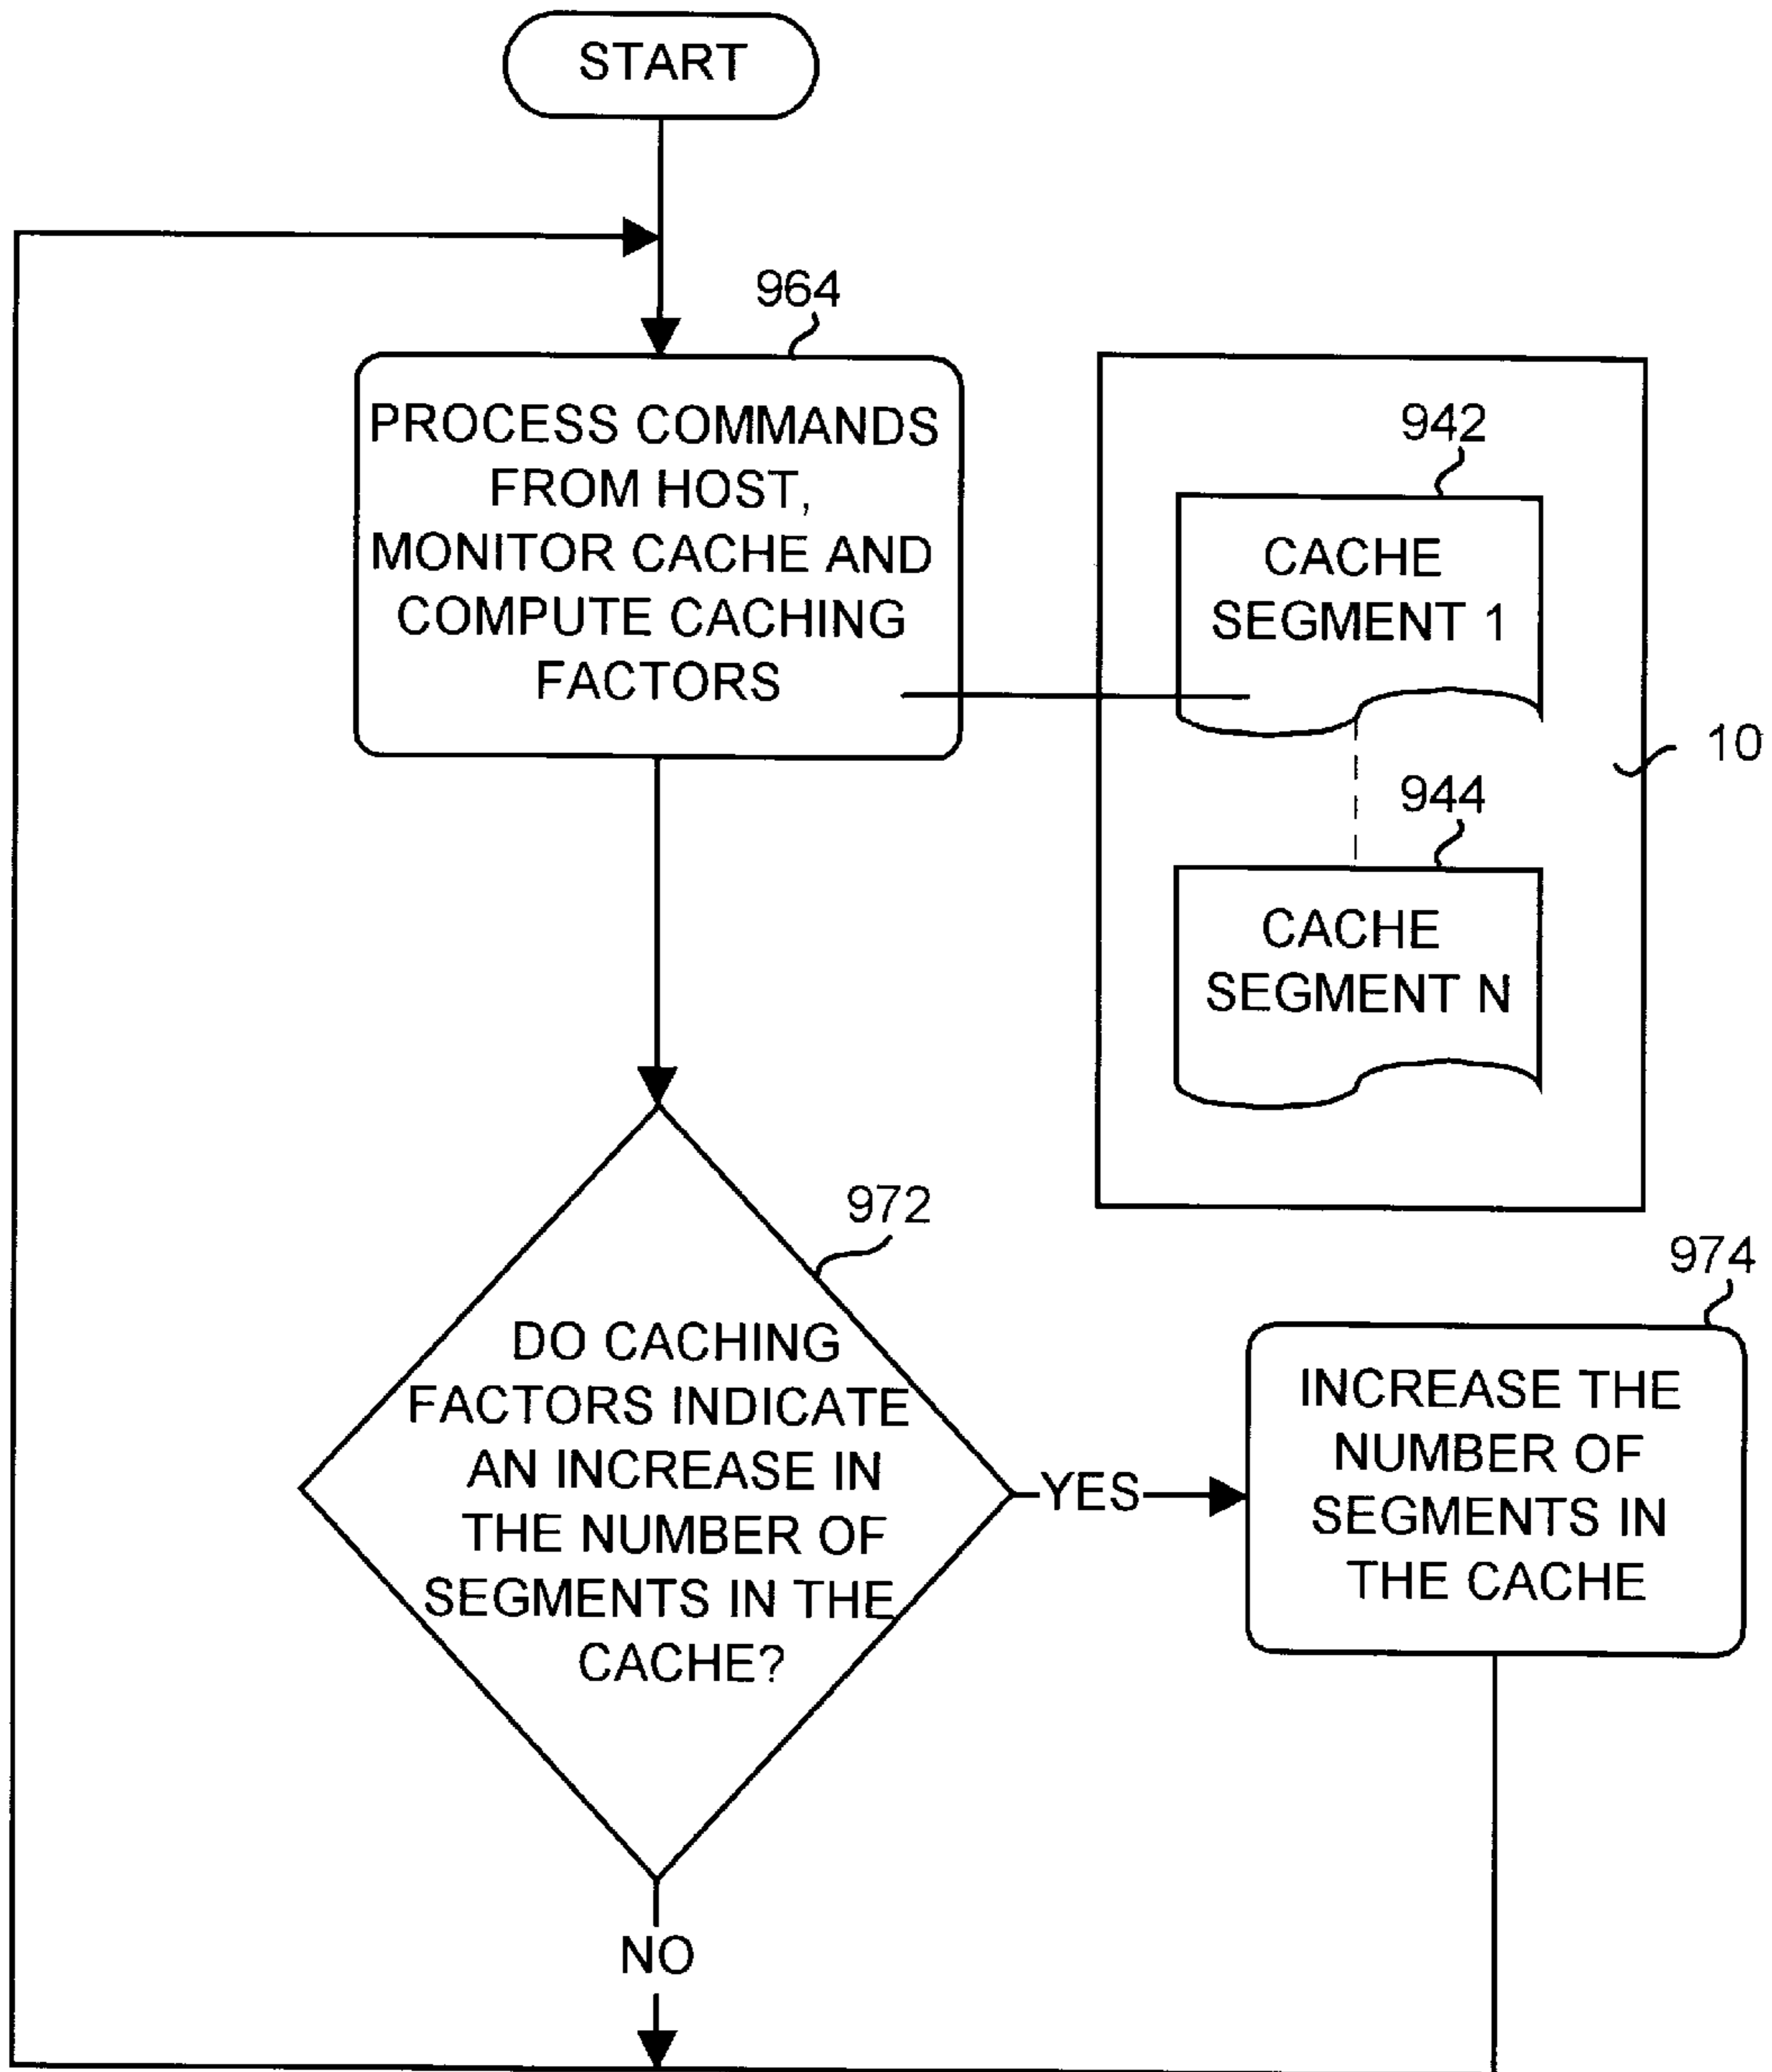 START
964
PROCESS COMMANDS
FROM HOST,
MONITOR CACHE AND
COMPUTE CACHING
FACTORS
942
CACHE
SEGMENT 1
10
944
CACHE
SEGMENT N
972
DO CACHING
FACTORS INDICATE
AN INCREASE IN
THE NUMBER OF
SEGMENTS IN THE
CACHE?
YES
974
INCREASE THE
NUMBER OF
SEGMENTS IN
THE CACHE
NO